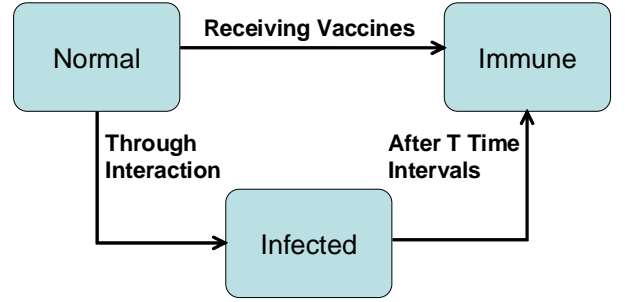 Receiving Vaccines
Normal
Immune
Through
Interaction
After T Time
Intervals
Infected